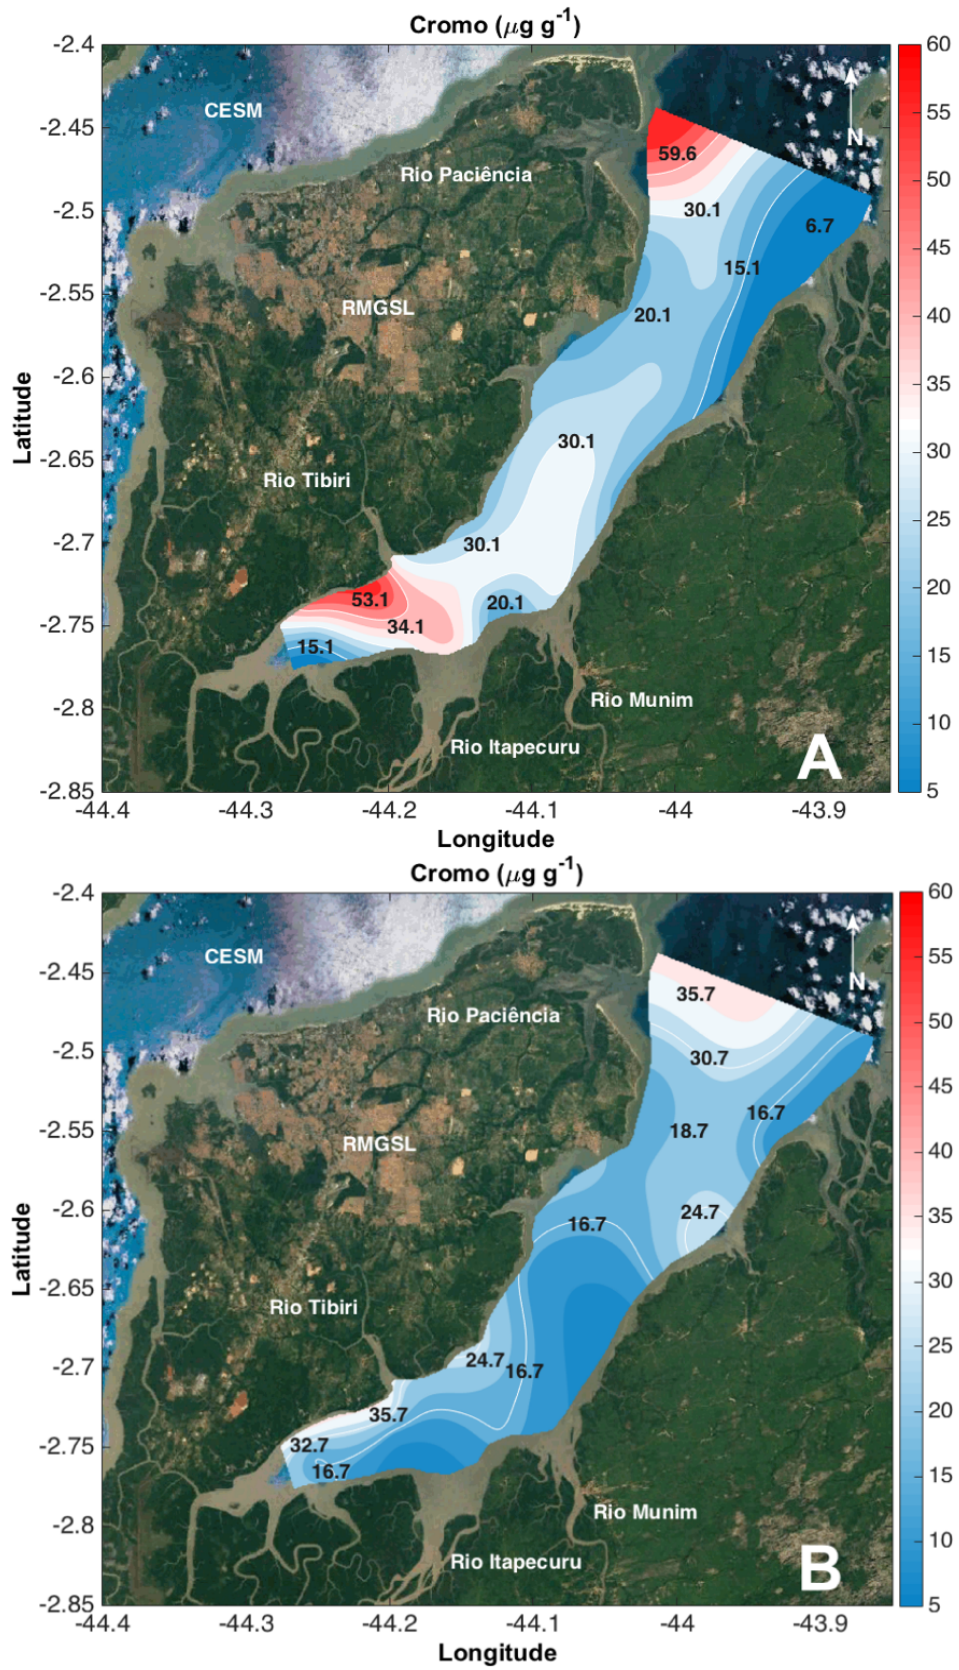 Cromo (μg g-1)
-2.4
60
CESM
-2.45
55
N
59.6
Rio Paciência
50
-2.5
30.1
6.7
45
15.1
-2.55
RMGSL
20.1
40
-2.6
35
30.1
-2.65
30
Rio Tibiri
25
-2.7
30.1
53.1
20.1
20
-2.75
34.1
15.1
15
Rio Munim
-2.8
10
Rio Itapecuru
A
-2.85
5
-44.4 -44.3 -44.2 -44.1 -44 -43.9
Latitude
Longitude
Cromo (μg g-1)
-2.4
60
CESM
55
-2.45
N
35.7
Rio Paciência
50
-2.5
30.7
45
16.7
-2.55
18.7
RMGSL
40
-2.6
24.7
16.7
35
-2.65
30
Rio Tibiri
24.7
-2.7
16.7
25
35.7
20
32.7
-2.75
16.7
15
Rio Munim
-2.8
10
Rio Itapecuru
B
-2.85
5
-44.4 -44.3 -44.2 -44.1 -44 -43.9
Latitude
Longitude